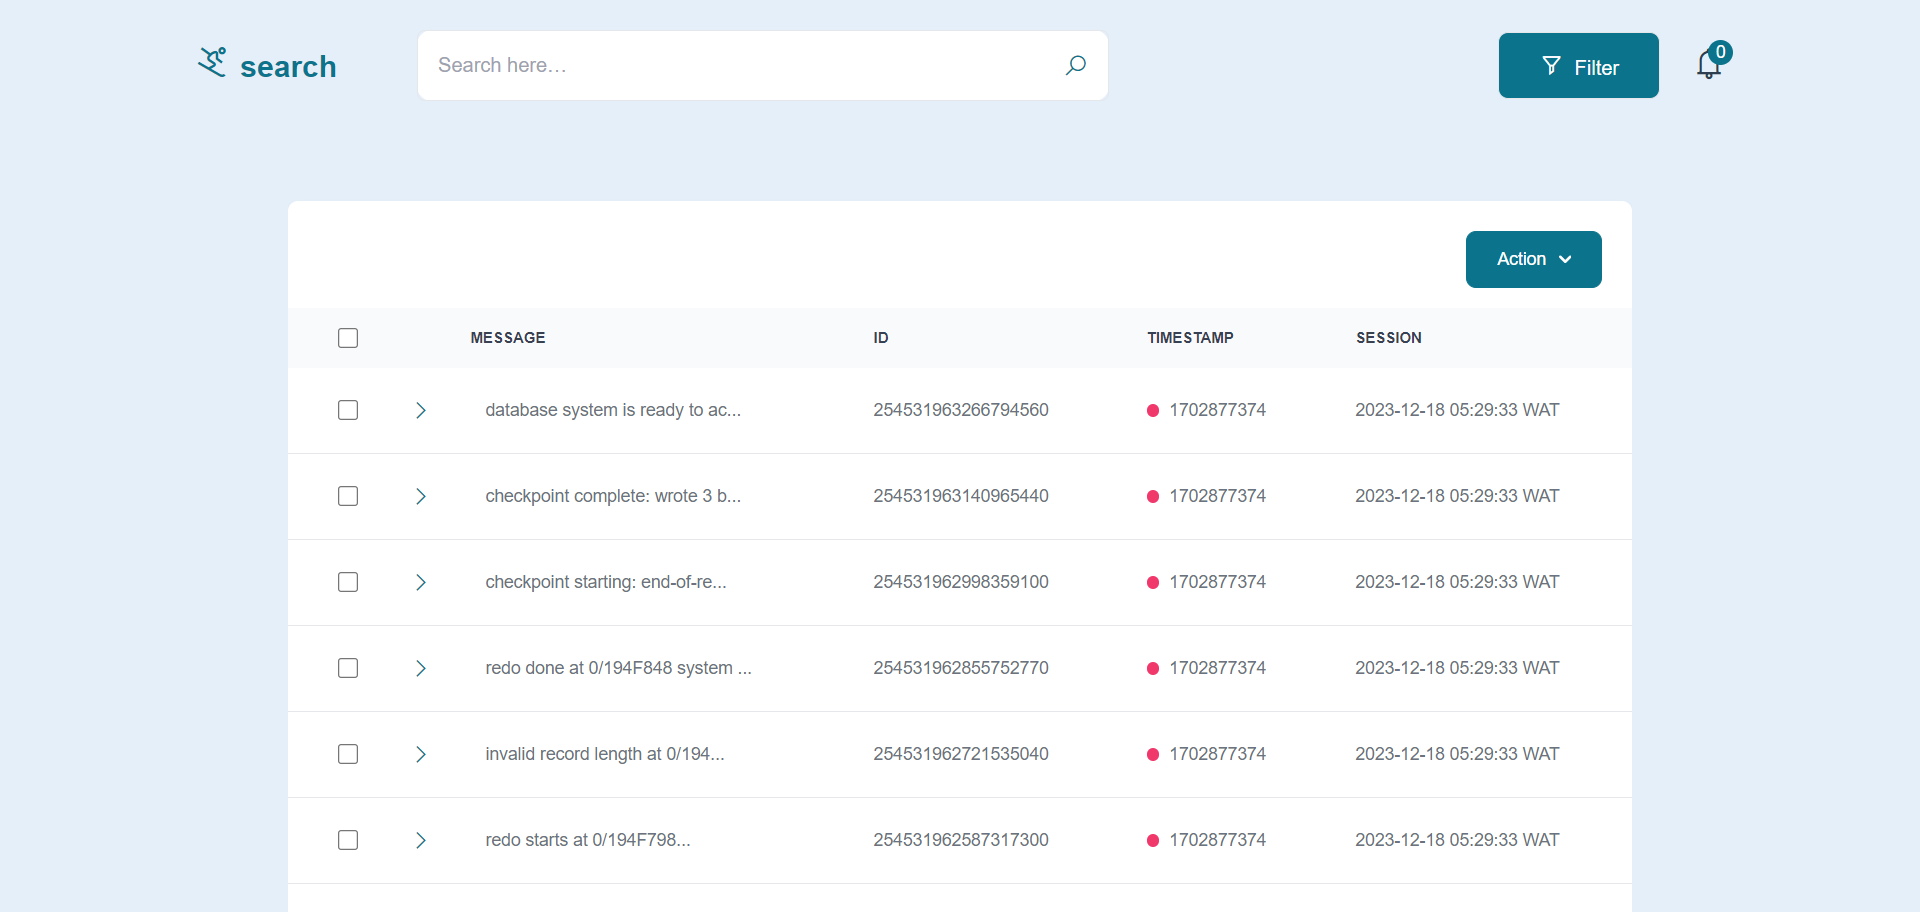 search
Search here…
Filter
0
Action
MESSAGE ID TIMESTAMP SESSION
database system is ready to ac... 254531963266794560 1702877374 2023-12-18 05:29:33 WAT
checkpoint complete: wrote 3 b... 254531963140965440 1702877374 2023-12-18 05:29:33 WAT
checkpoint starting: end-of-re... 254531962998359100 1702877374 2023-12-18 05:29:33 WAT
redo done at 0/194F848 system ... 254531962855752770 1702877374 2023-12-18 05:29:33 WAT
invalid record length at 0/194... 254531962721535040 1702877374 2023-12-18 05:29:33 WAT
redo starts at 0/194F798... 254531962587317300 1702877374 2023-12-18 05:29:33 WAT